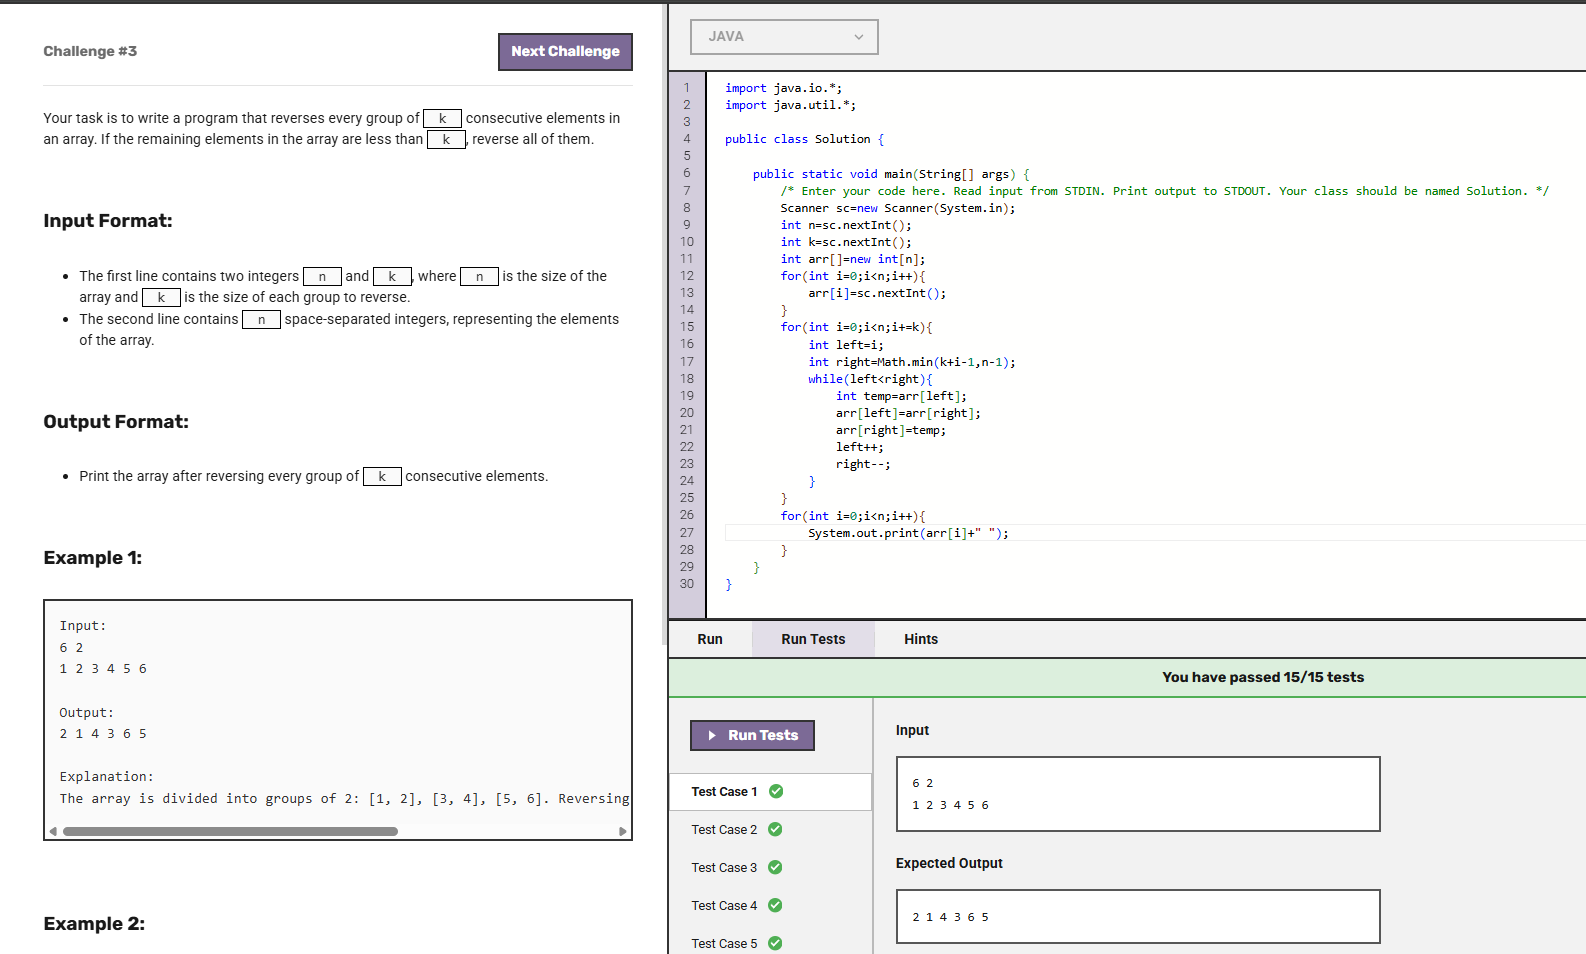 Challenge #3
Next Challenge
Your task is to write a program that reverses every group of k consecutive elements in
an array. If the remaining elements in the array are less than k, reverse all of them.
Input Format:
• The first line contains two integers n and k, where n is the size of the
array and k is the size of each group to reverse.
• The second line contains n space-separated integers, representing the elements
of the array.
Output Format:
• Print the array after reversing every group of k consecutive elements.
Example 1:
Input:
6 2
1 2 3 4 5 6
Output:
2 1 4 3 6 5
Explanation:
The array is divided into groups of 2: [1, 2], [3, 4], [5, 6]. Reversing
Example 2:
JAVA
1 import java.io.*;
2 import java.util.*;
3
4 public class Solution {
5
6     public static void main(String[] args) {
7         /* Enter your code here. Read input from STDIN. Print output to STDOUT. Your class should be named Solution. */
8         Scanner sc=new Scanner(System.in);
9         int n=sc.nextInt();
10         int k=sc.nextInt();
11         int arr[]=new int[n];
12         for(int i=0;i<n;i++){
13             arr[i]=sc.nextInt();
14         }
15         for(int i=0;i<n;i+=k){
16             int left=i;
17             int right=Math.min(k+i-1,n-1);
18             while(left<right){
19                 int temp=arr[left];
20                 arr[left]=arr[right];
21                 arr[right]=temp;
22                 left++;
23                 right--;
24             }
25         }
26         for(int i=0;i<n;i++){
27             System.out.print(arr[i]+" ");
28         }
29     }
30 }
Run
Run Tests
Hints
You have passed 15/15 tests
Run Tests
Test Case 1
Test Case 2
Test Case 3
Test Case 4
Test Case 5
Input
6 2
1 2 3 4 5 6
Expected Output
2 1 4 3 6 5